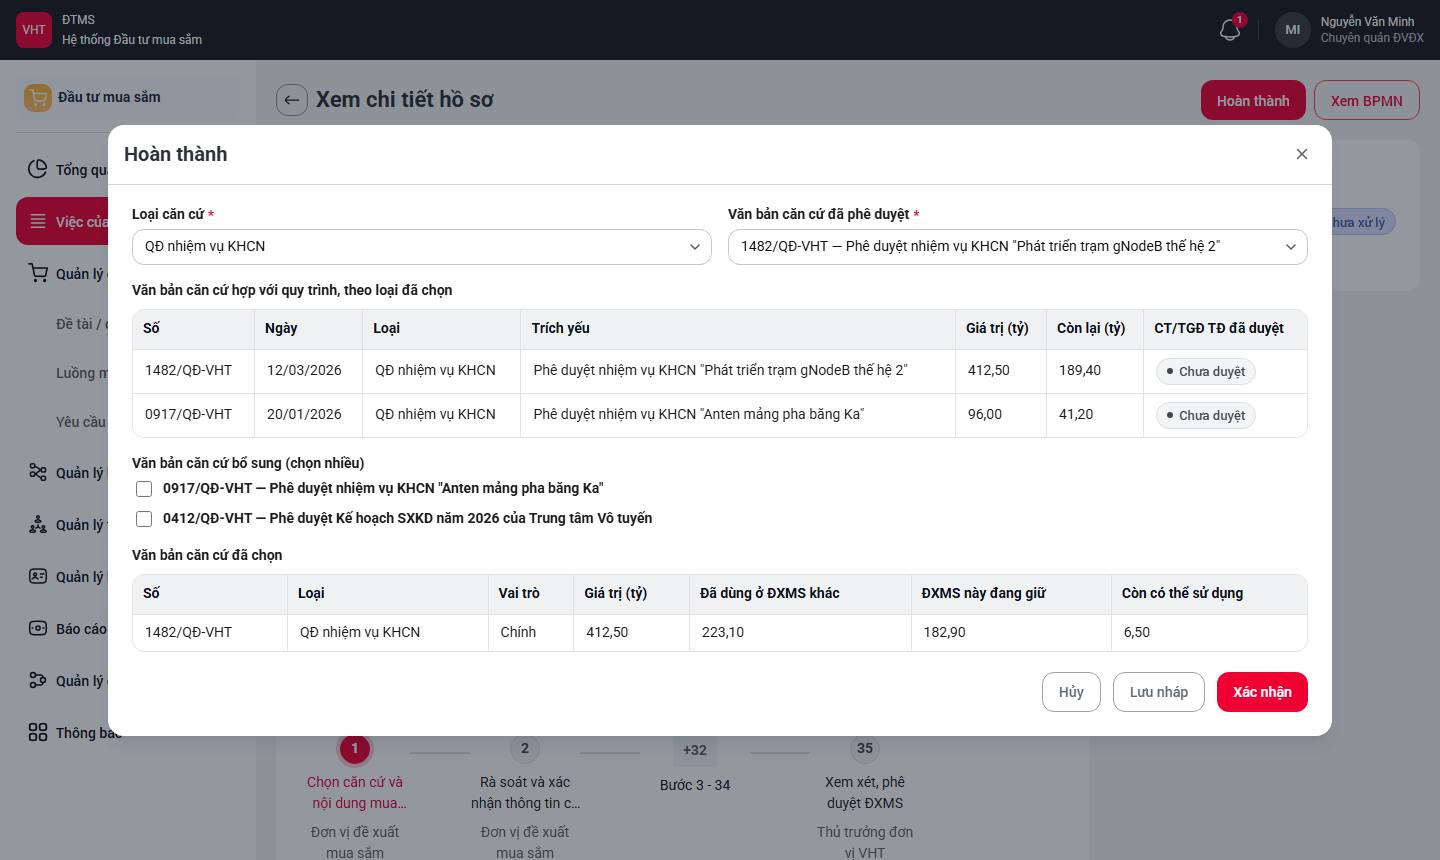 VHT
ĐTMS
Hệ thống Đầu tư mua sắm
1
MI
Nguyễn Văn Minh
Chuyên quản ĐVĐX
Đầu tư mua sắm
Xem chi tiết hồ sơ
Hoàn thành
Xem BPMN
Hoàn thành
Tổng qu
Việc của
Quản lý
Đề tài /
Luồng
Yêu cầu
Quản lý
Quản lý
Quản lý
Báo cáo
Quản lý
Thông báo
hưa xử lý
Loại căn cứ *
Văn bản căn cứ đã phê duyệt *
QĐ nhiệm vụ KHCN
1482/QĐ-VHT — Phê duyệt nhiệm vụ KHCN "Phát triển trạm gNodeB thế hệ 2"
Văn bản căn cứ hợp với quy trình, theo loại đã chọn
Số Ngày Loại Trích yếu Giá trị (tỷ) Còn lại (tỷ) CT/TGĐ TĐ đã duyệt
1482/QĐ-VHT 12/03/2026 QĐ nhiệm vụ KHCN Phê duyệt nhiệm vụ KHCN "Phát triển trạm gNodeB thế hệ 2" 412,50 189,40 Chưa duyệt
0917/QĐ-VHT 20/01/2026 QĐ nhiệm vụ KHCN Phê duyệt nhiệm vụ KHCN "Anten mảng pha băng Ka" 96,00 41,20 Chưa duyệt
Văn bản căn cứ bổ sung (chọn nhiều)
0917/QĐ-VHT — Phê duyệt nhiệm vụ KHCN "Anten mảng pha băng Ka"
0412/QĐ-VHT — Phê duyệt Kế hoạch SXKD năm 2026 của Trung tâm Vô tuyến
Văn bản căn cứ đã chọn
Số Loại Vai trò Giá trị (tỷ) Đã dùng ở ĐXMS khác ĐXMS này đang giữ Còn có thể sử dụng
1482/QĐ-VHT QĐ nhiệm vụ KHCN Chính 412,50 223,10 182,90 6,50
Hủy
Lưu nháp
Xác nhận
1 2 +32 35
Chọn căn cứ và
nội dung mua...
Rà soát và xác
nhận thông tin c...
Bước 3 - 34
Xem xét, phê
duyệt ĐXMS
Đơn vị đề xuất
mua sắm
Đơn vị đề xuất
mua sắm
Thủ trưởng đơn
vị VHT